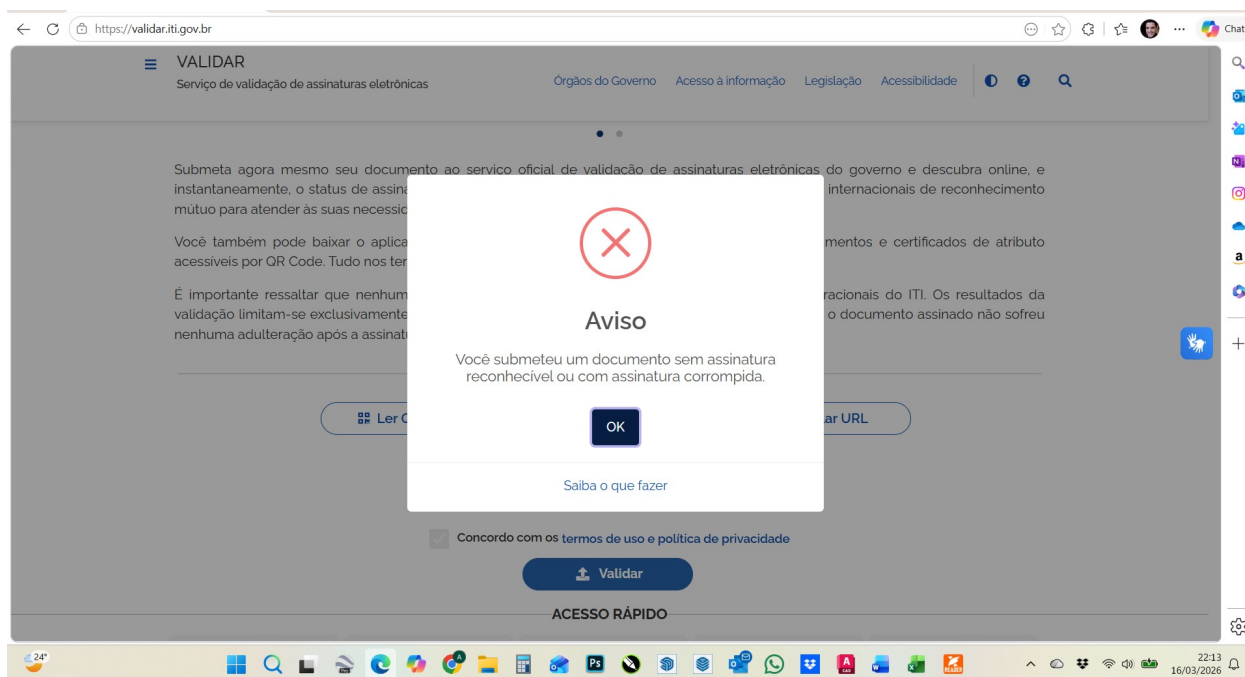 https://validar.iti.gov.br
Chat
VALIDAR
Serviço de validação de assinaturas eletrônicas
Órgãos do Governo Acesso à informação Legislação Acessibilidade
Submeta agora mesmo seu documento ao serviço oficial de validação de assinaturas eletrônicas do governo e descubra online, e
instantaneamente, o status de assina internacionais de reconhecimento
mútuo para atender às suas necessid
Você também pode baixar o aplica mentos e certificados de atributo
acessíveis por QR Code. Tudo nos ter
É importante ressaltar que nenhum racionais do ITI. Os resultados da
validação limitam-se exclusivamente o documento assinado não sofreu
nenhuma adulteração após a assinat
Aviso
Você submeteu um documento sem assinatura
reconhecível ou com assinatura corrompida.
OK
Saiba o que fazer
Ler C
ar URL
Concordo com os termos de uso e política de privacidade
Validar
ACESSO RÁPIDO
24°
22:13
16/03/2026